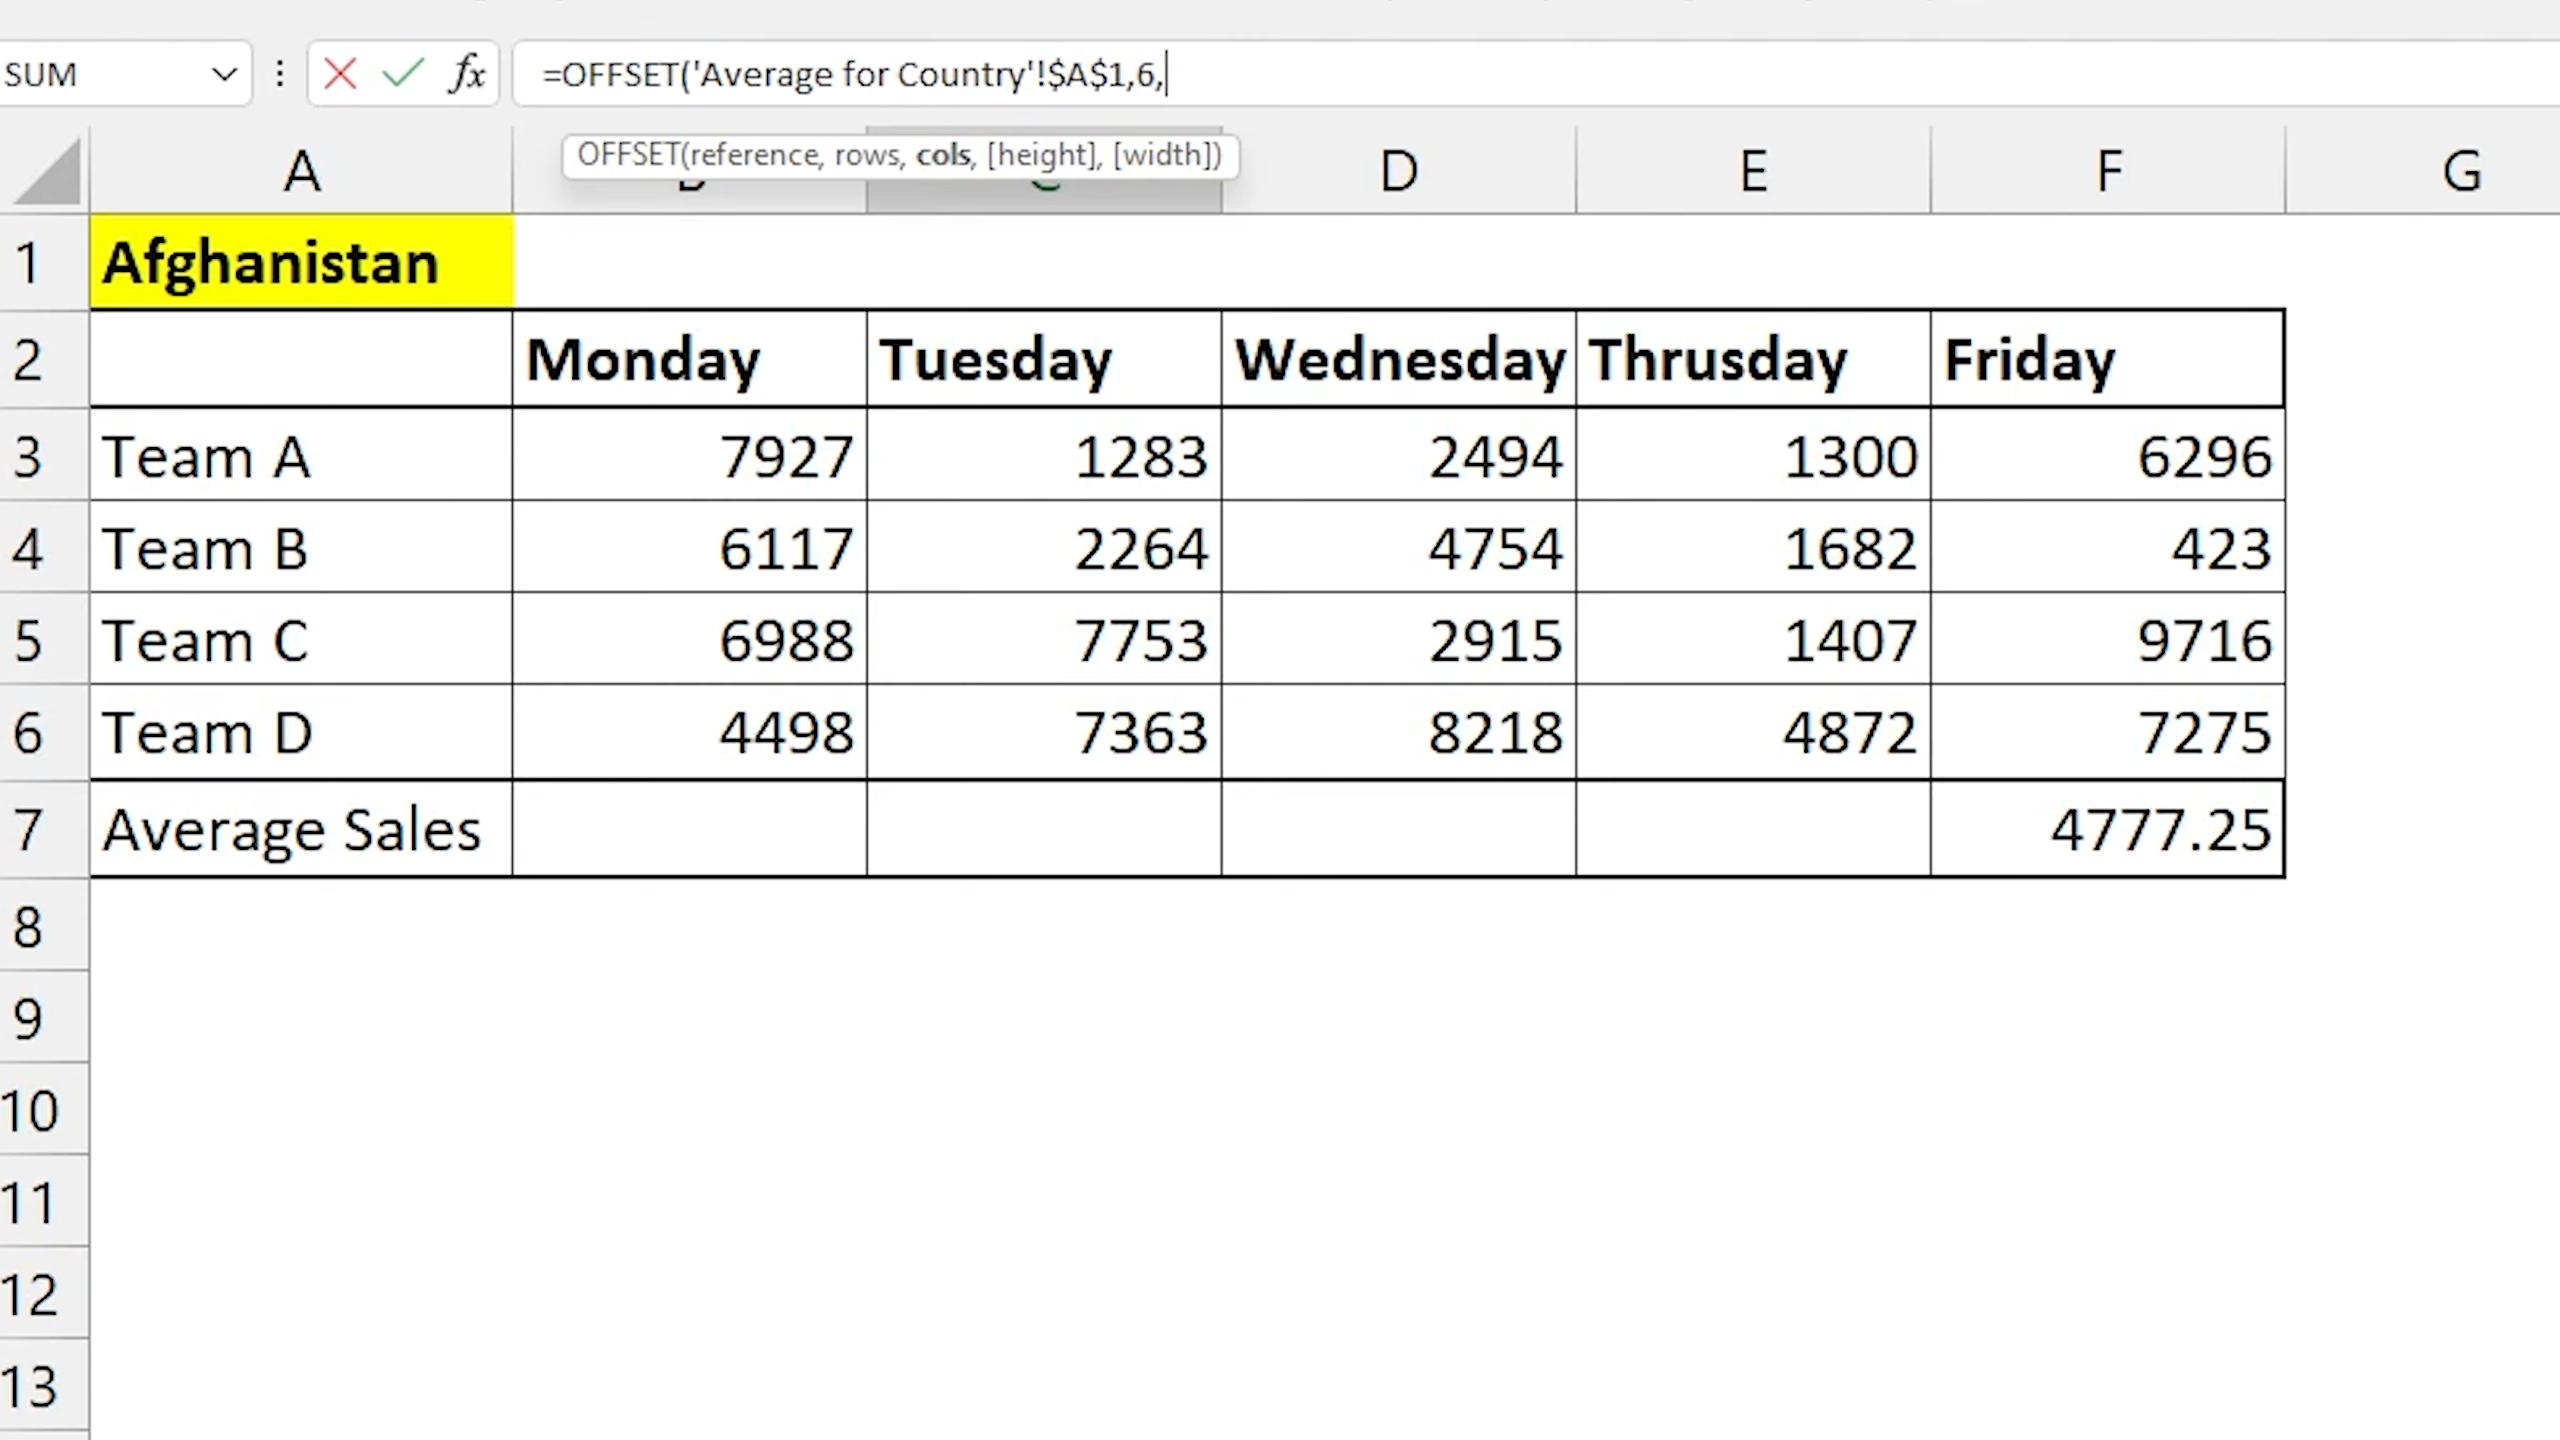 SUM fx =OFFSET('Average for Country'!$A$1,6,
OFFSET(reference, rows, cols, [height], [width])
A D E F G
1 Afghanistan
2 Monday Tuesday Wednesday Thrusday Friday
3 Team A 7927 1283 2494 1300 6296
4 Team B 6117 2264 4754 1682 423
5 Team C 6988 7753 2915 1407 9716
6 Team D 4498 7363 8218 4872 7275
7 Average Sales 4777.25
8
9
10
11
12
13